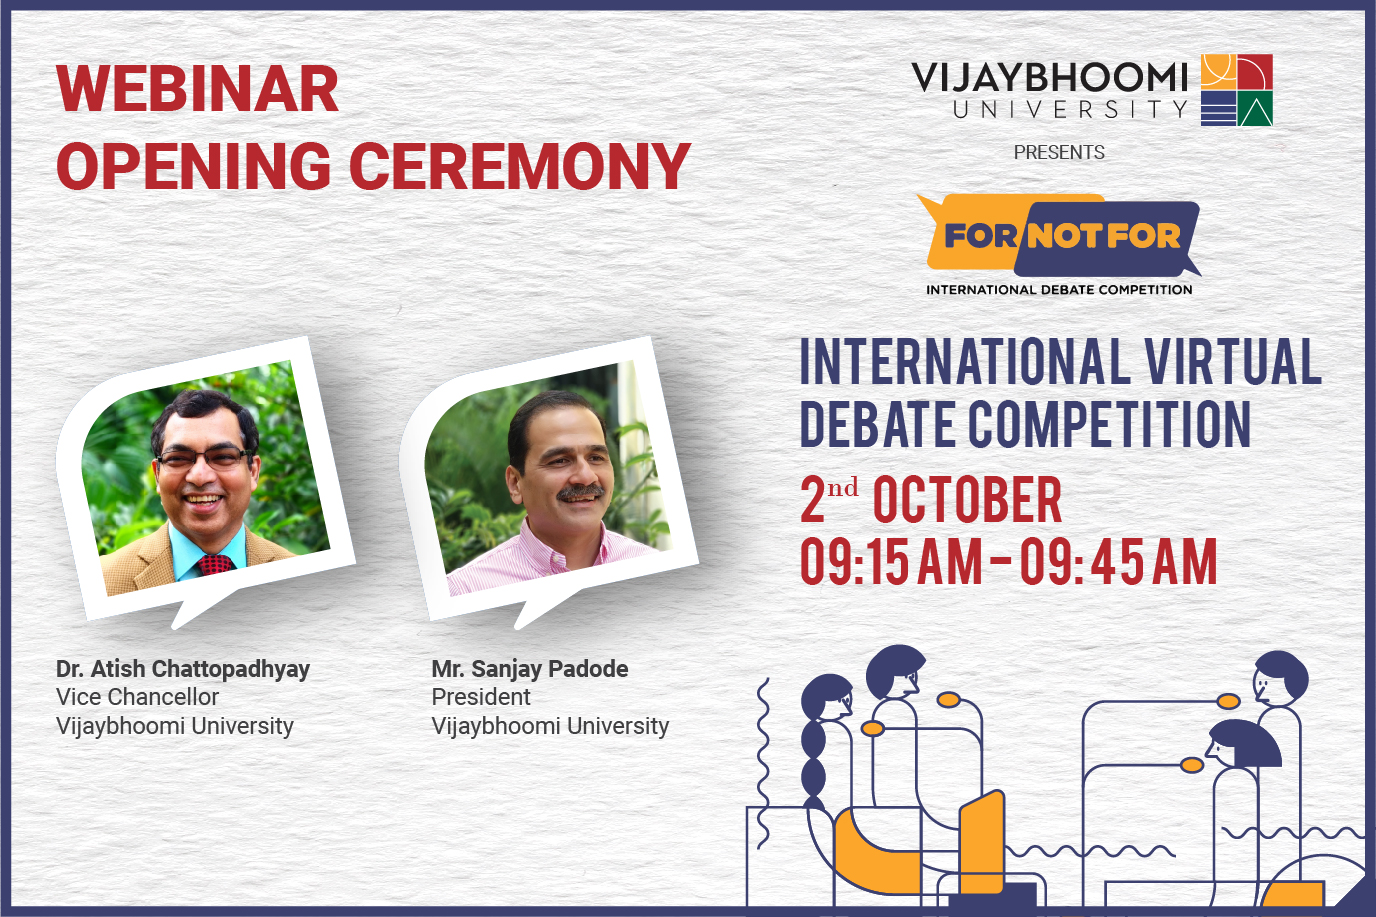 WEBINAR
OPENING CEREMONY
VIJAYBHOOMI
UNIVERSITY
PRESENTS
FOR NOT FOR
INTERNATIONAL DEBATE COMPETITION
INTERNATIONAL VIRTUAL
DEBATE COMPETITION
2nd OCTOBER
09:15 AM – 09:45 AM
Dr. Atish Chattopadhyay
Vice Chancellor
Vijaybhoomi University
Mr. Sanjay Padode
President
Vijaybhoomi University